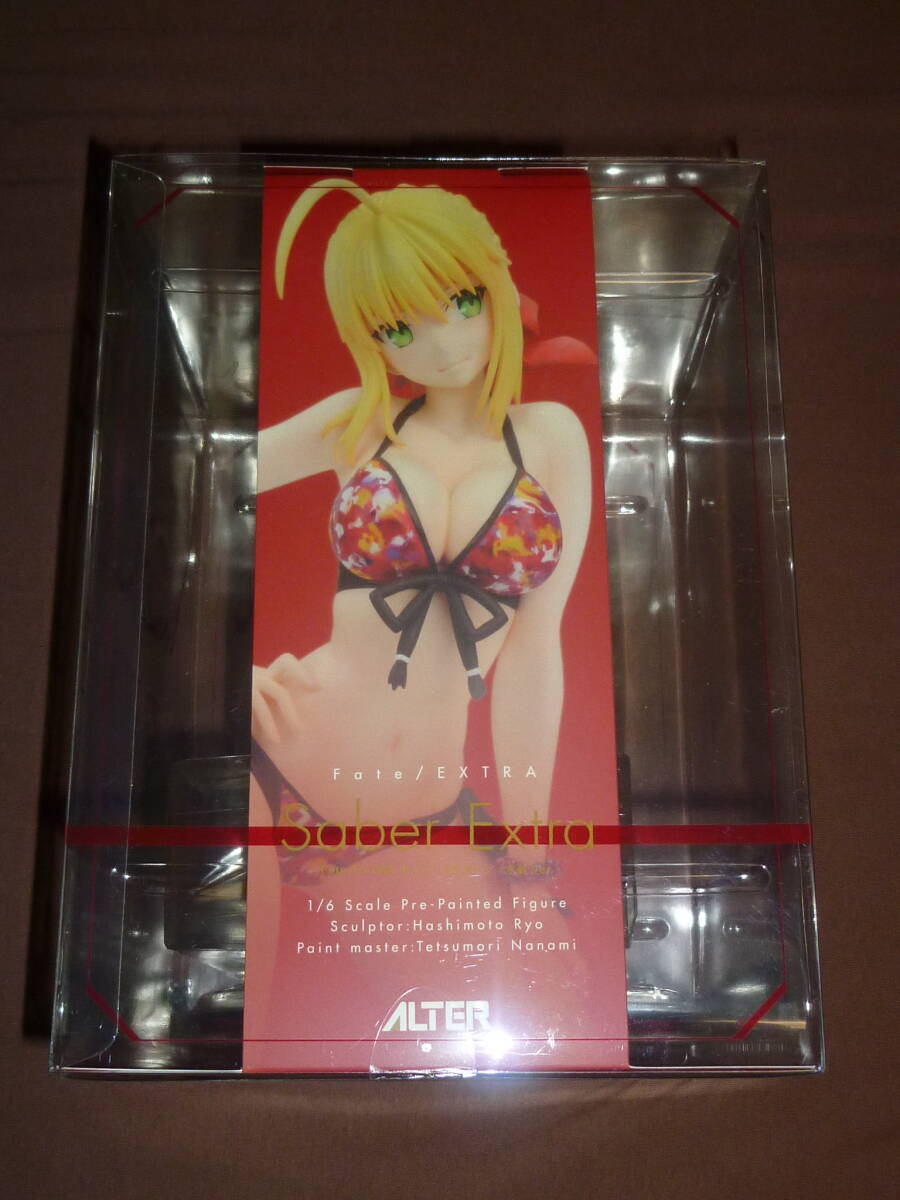 Fate/EXTRA
Saber Extra
1/6 Scale Pre-Painted Figure
Sculptor:Hashimoto Ryo
Paint master:Tetsumori Nanami
ALTER